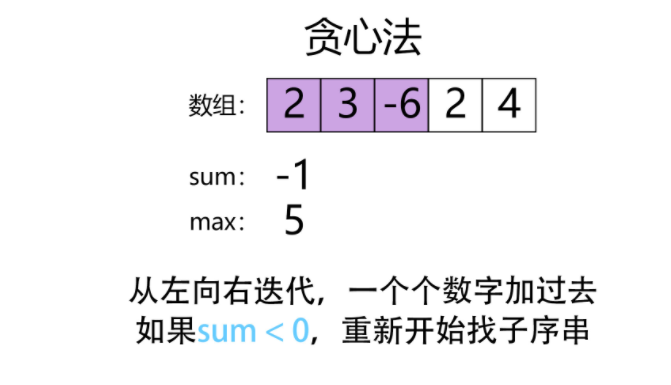 贪心法
数组： 2 3 -6 2 4
sum： -1
max： 5
从左向右迭代，一个个数字加过去
如果sum < 0，重新开始找子序串